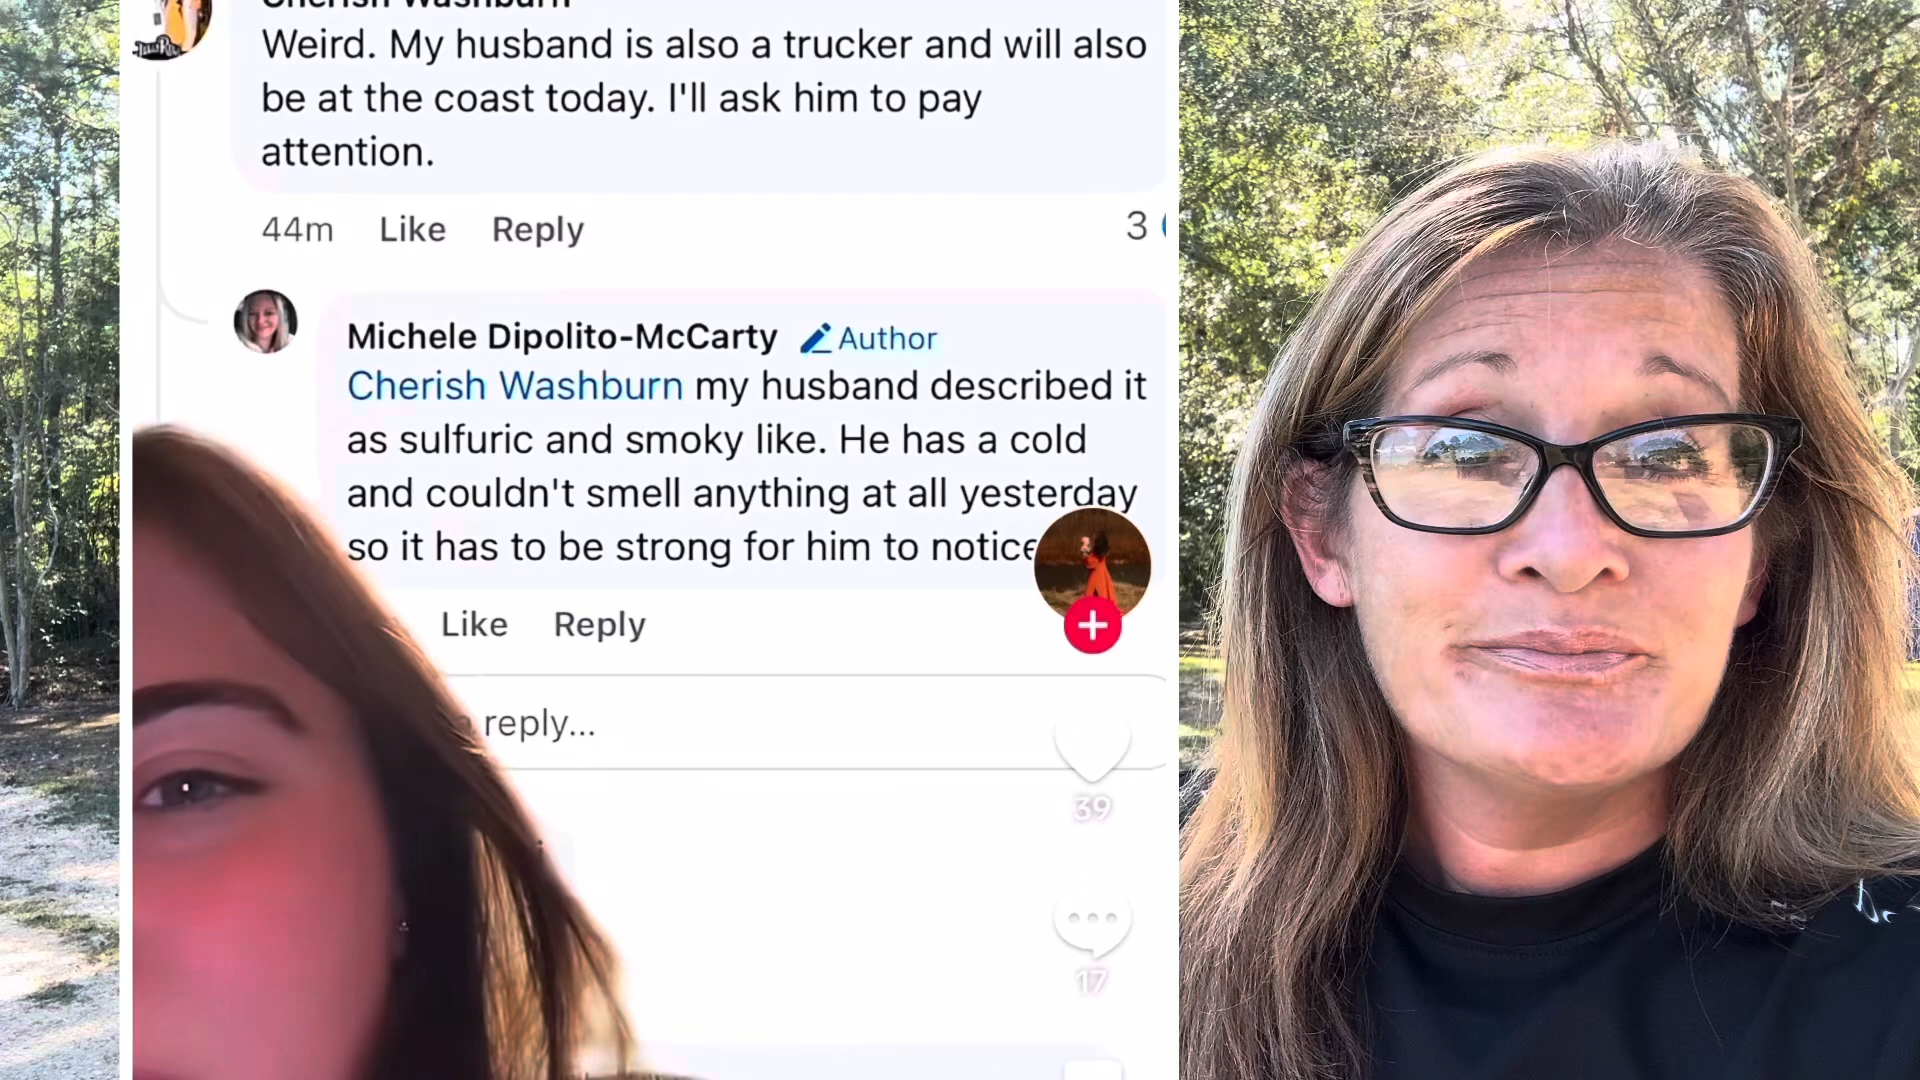 Cherish Washburn
Weird. My husband is also a trucker and will also
be at the coast today. I'll ask him to pay
attention.
44m Like Reply 3
Michele Dipolito-McCarty Author
Cherish Washburn my husband described it
as sulfuric and smoky like. He has a cold
and couldn't smell anything at all yesterday
so it has to be strong for him to notice
Like Reply
reply...
39
17